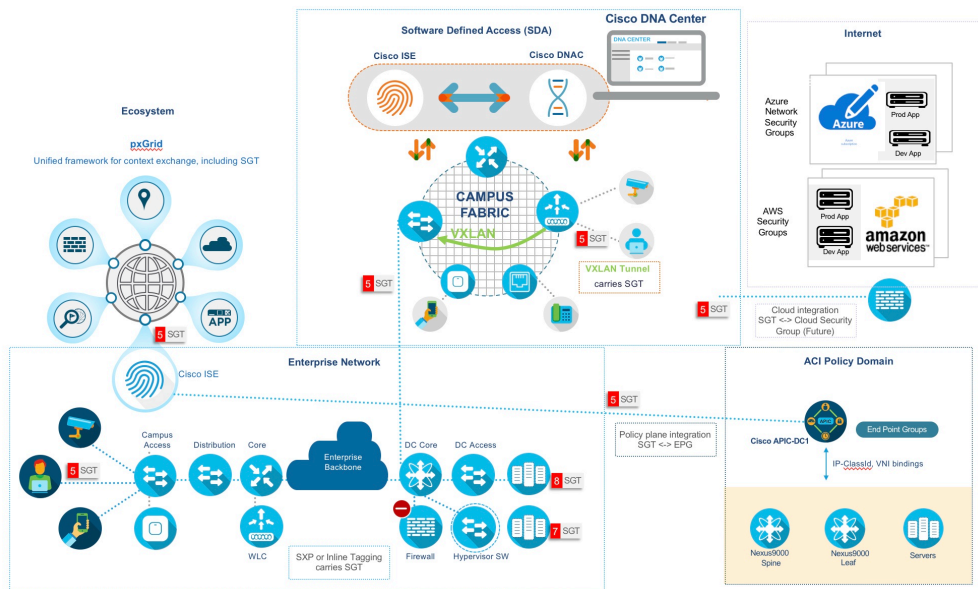 Cisco DNA Center
Software Defined Access (SDA)
Cisco ISE
Cisco DNAC
DNA CENTER
Internet
Azure
Network
Security
Groups
Azure
Prod App
Dev App
AWS
Security
Groups
Prod App
Dev App
amazon
web services™
Ecosystem
pxGrid
Unified framework for context exchange, including SGT
APP
5 SGT
CAMPUS
FABRIC
VXLAN
5 SGT
VXLAN Tunnel
carries SGT
5 SGT
5 SGT
Cloud integration
SGT <-> Cloud Security
Group (Future)
Enterprise Network
Cisco ISE
5 SGT
Campus
Access
Distribution
Core
Enterprise
Backbone
DC Core
DC Access
5 SGT
8 SGT
7 SGT
WLC
SXP or Inline Tagging
carries SGT
Firewall
Hypervisor SW
Policy plane integration
SGT <-> EPG
ACI Policy Domain
APIC
Cisco APIC-DC1
End Point Groups
IP-ClassId, VNI bindings
Nexus9000
Spine
Nexus9000
Leaf
Servers